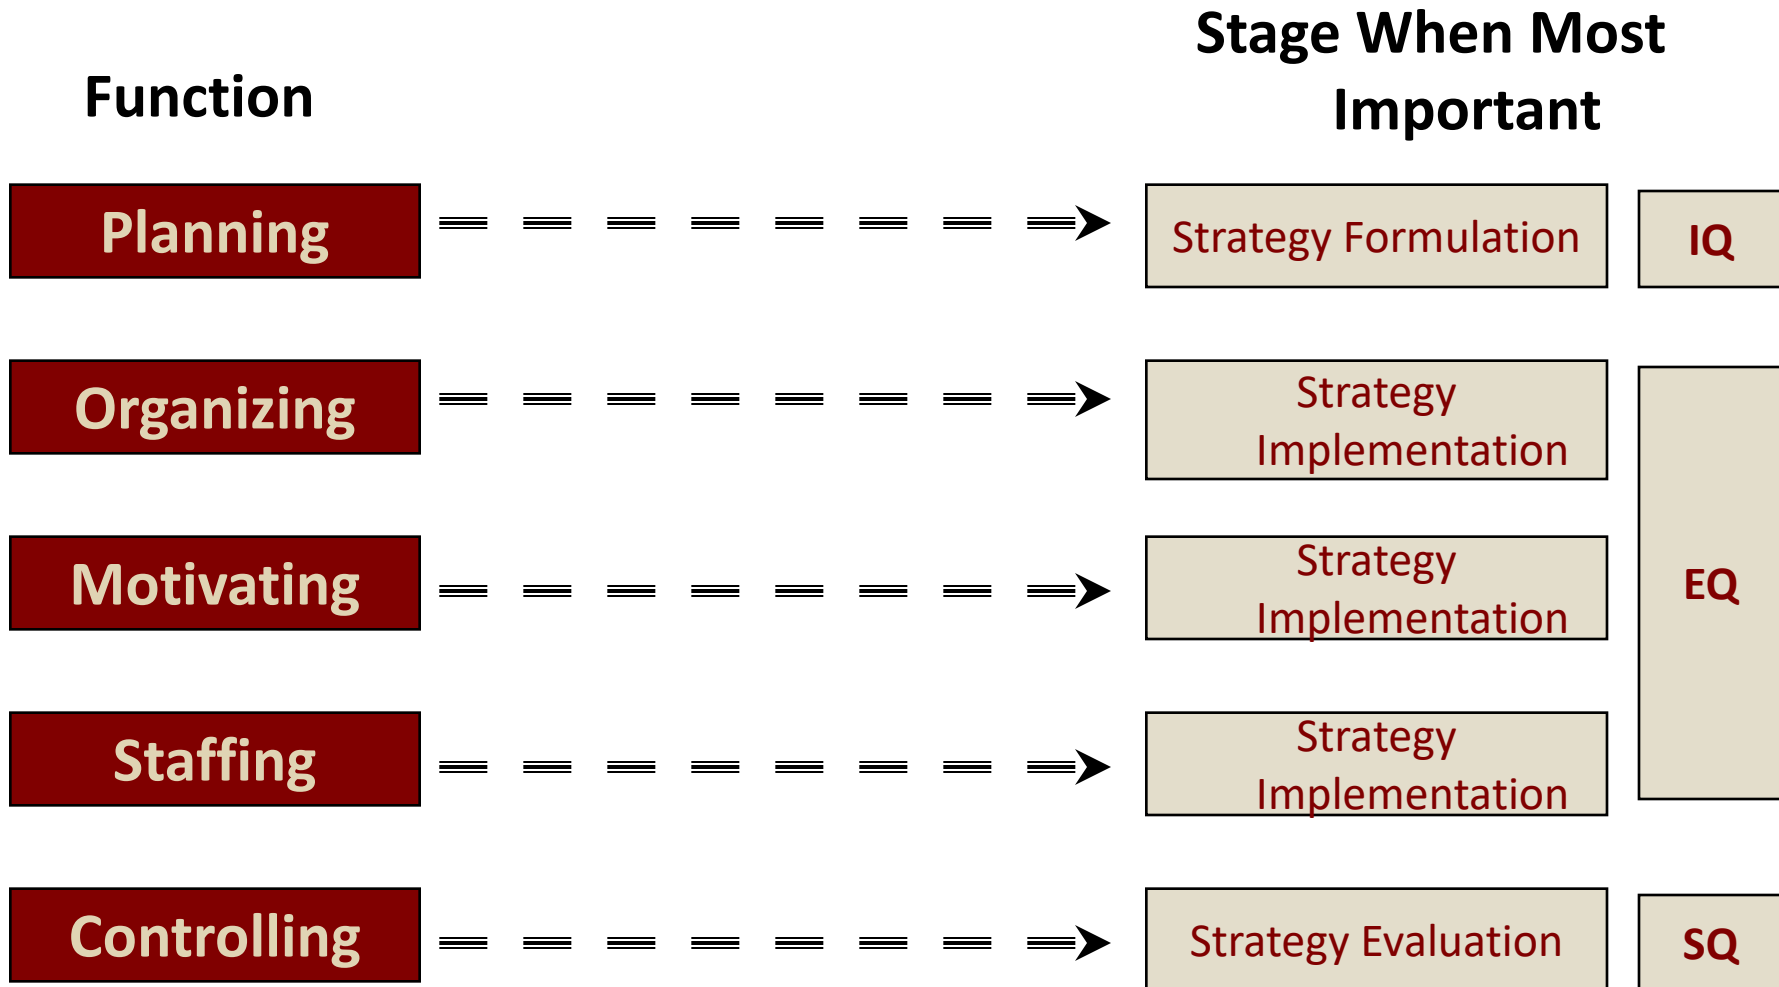 Function
Stage When Most
Important
Planning
Strategy Formulation
IQ
Organizing
Strategy
Implementation
Motivating
Strategy
Implementation
EQ
Staffing
Strategy
Implementation
Controlling
Strategy Evaluation
SQ